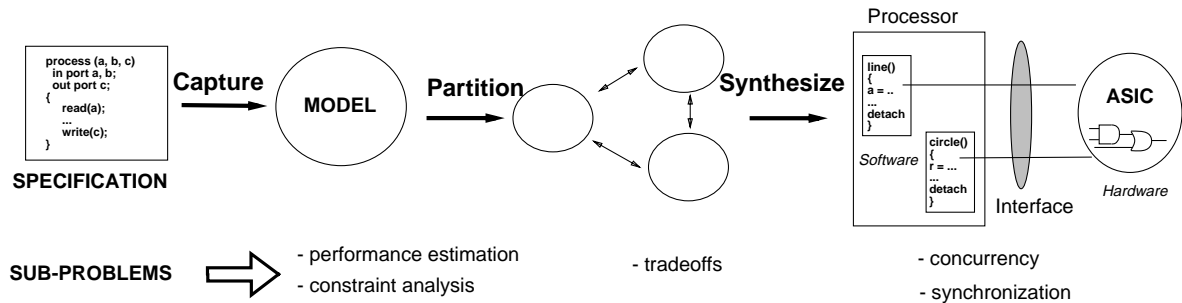 process (a, b, c)
in port a, b;
out port c;
{
read(a);
...
write(c);
}
SPECIFICATION
Capture
MODEL
Partition
Synthesize
Processor
line()
{
a = ..
...
detach
}
Software
circle()
{
r = ...
...
detach
}
Interface
ASIC
Hardware
SUB-PROBLEMS
- performance estimation
- constraint analysis
- tradeoffs
- concurrency
- synchronization